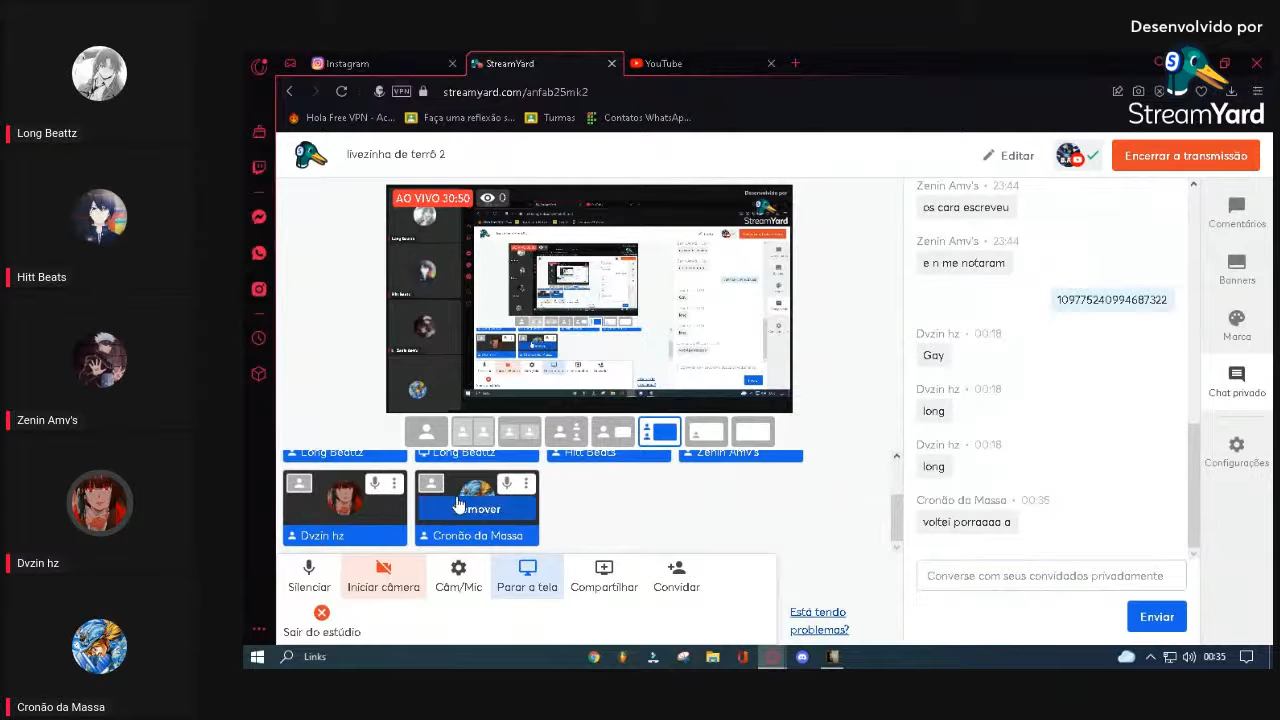 Desenvolvido por
StreamYard
Long Beattz
Hitt Beats
Zenin Amv's
Dvzin hz
Cronão da Massa
Instagram
StreamYard
YouTube
VPN
streamyard.com/anfab25mk2
Hola Free VPN - Ac...
Faça uma reflexão s...
Turmas
Contatos WhatsAp...
livezinha de terrô 2
Editar
Encerrar a transmissão
AO VIVO 30:50
0
Desenvolvido por
StreamYard
Long Beattz
Long Beattz
Hitt Beats
Zenin Amv's
Dvzin hz
emover
Cronão da Massa
Silenciar
Iniciar câmera
Câm/Mic
Parar a tela
Compartilhar
Convidar
Sair do estúdio
Está tendo
problemas?
Zenin Amv's • 23:44
os cara escreveu
Zenin Amv's • 23:44
e n me notaram
109775240994687322
Dvzin hz • 00:18
Gay
Dvzin hz • 00:18
long
Dvzin hz • 00:18
long
Cronão da Massa • 00:35
voltei porraaaa a
Converse com seus convidados privadamente
Enviar
Comentários
Banners
Marca
Chat privado
Configurações
Links
00:35